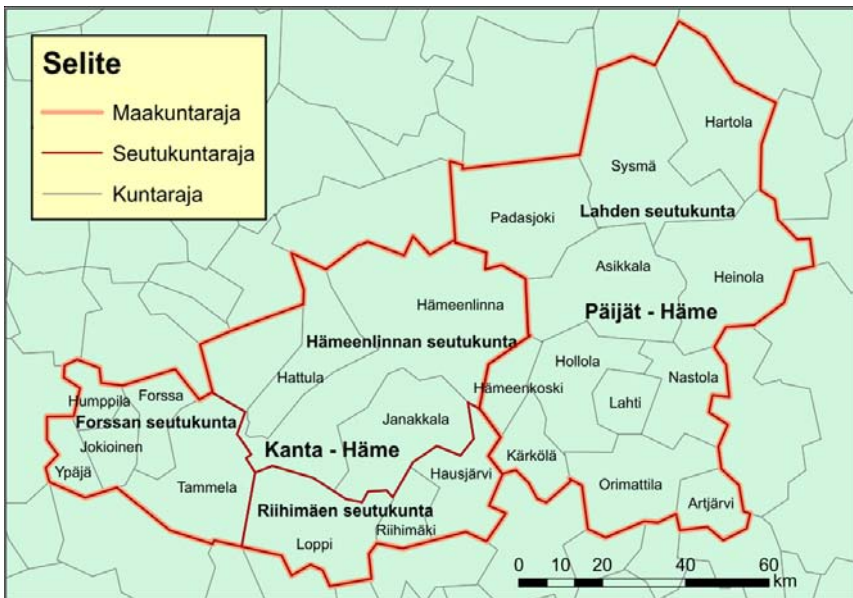 Selite
Maakuntaraja
Seutukuntaraja
Kuntaraja
Hartola
Sysmä
Padasjoki
Lahden seutukunta
Asikkala
Heinola
Päijät - Häme
Hämeenlinna
Hämeenlinnan seutukunta
Hattula
Hollola
Nastola
Hämeenkoski
Lahti
Humppila
Forssa
Forssan seutukunta
Janakkala
Jokioinen
Kanta - Häme
Kärkölä
Ypäjä
Hausjärvi
Tammela
Orimattila
Artjärvi
Riihimäen seutukunta
Riihimäki
Loppi
0 10 20 40 60
km